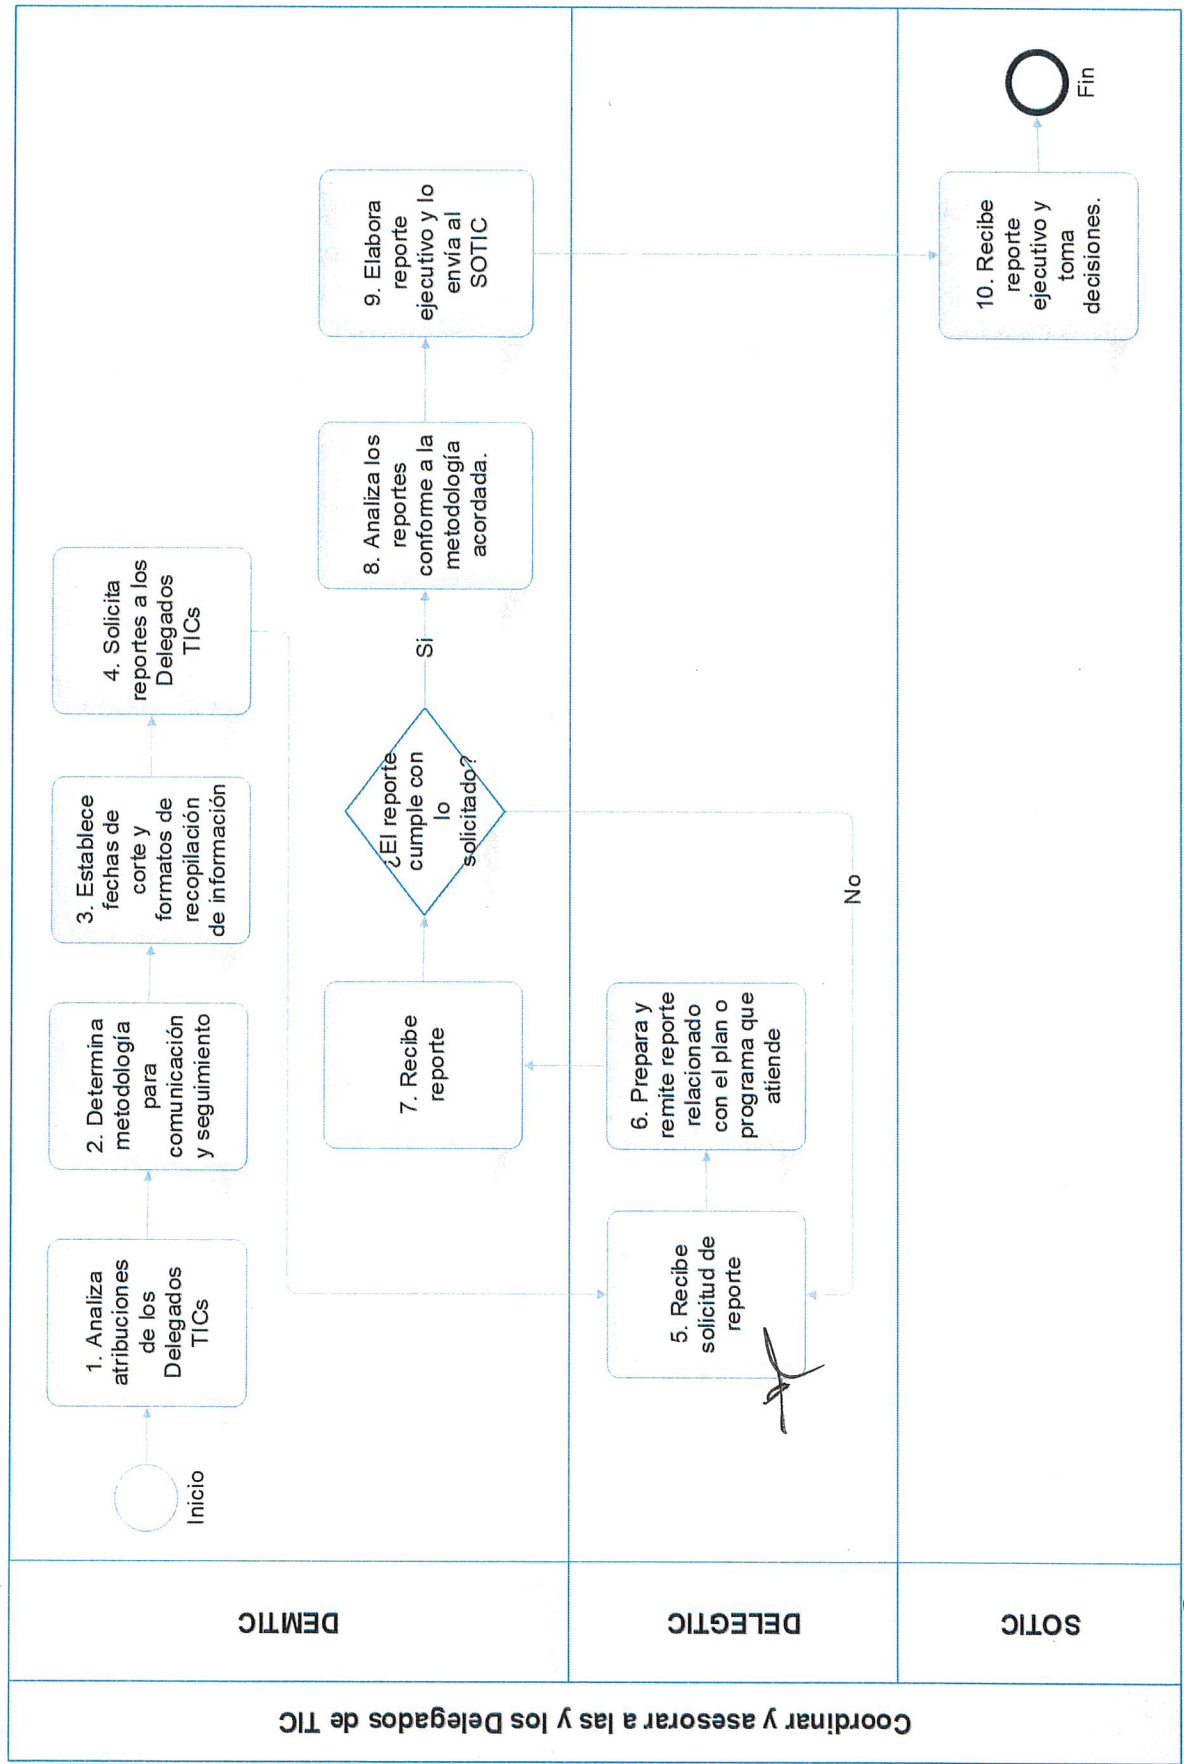 Coordinar y asesorar a las y los Delegados de TIC
DEMTIC
Inicio
1. Analiza
atribuciones
de los
Delegados
TICs
2. Determina
metodología
para
comunicación
y seguimiento
3. Establece
fechas de
corte y
formatos de
recopilación
de información
4. Solicita
reportes a los
Delegados
TICs
7. Recibe
reporte
¿El reporte
cumple con
lo
solicitado?
Si
8. Analiza los
reportes
conforme a la
metodología
acordada.
9. Elabora
reporte
ejecutivo y lo
envía al
SOTIC
DELEGTIC
5. Recibe
solicitud de
reporte
6. Prepara y
remite reporte
relacionado
con el plan o
programa que
atiende
No
SOTIC
10. Recibe
reporte
ejecutivo y
toma
decisiones.
Fin